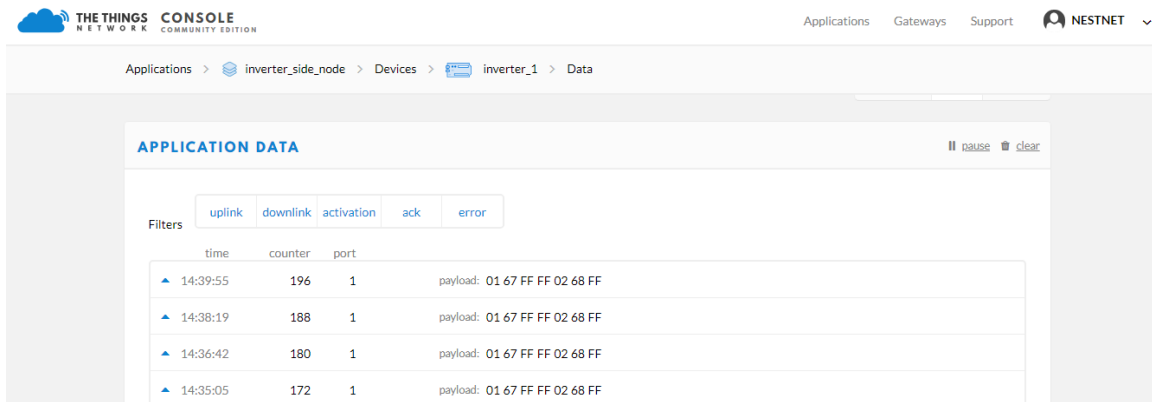 THE THINGS CONSOLE
NETWORK COMMUNITY EDITION
Applications Gateways Support NESTNET
Applications > inverter_side_node > Devices > inverter_1 > Data
APPLICATION DATA
pause clear
Filters uplink downlink activation ack error
time counter port
14:39:55 196 1 payload: 01 67 FF FF 02 68 FF
14:38:19 188 1 payload: 01 67 FF FF 02 68 FF
14:36:42 180 1 payload: 01 67 FF FF 02 68 FF
14:35:05 172 1 payload: 01 67 FF FF 02 68 FF